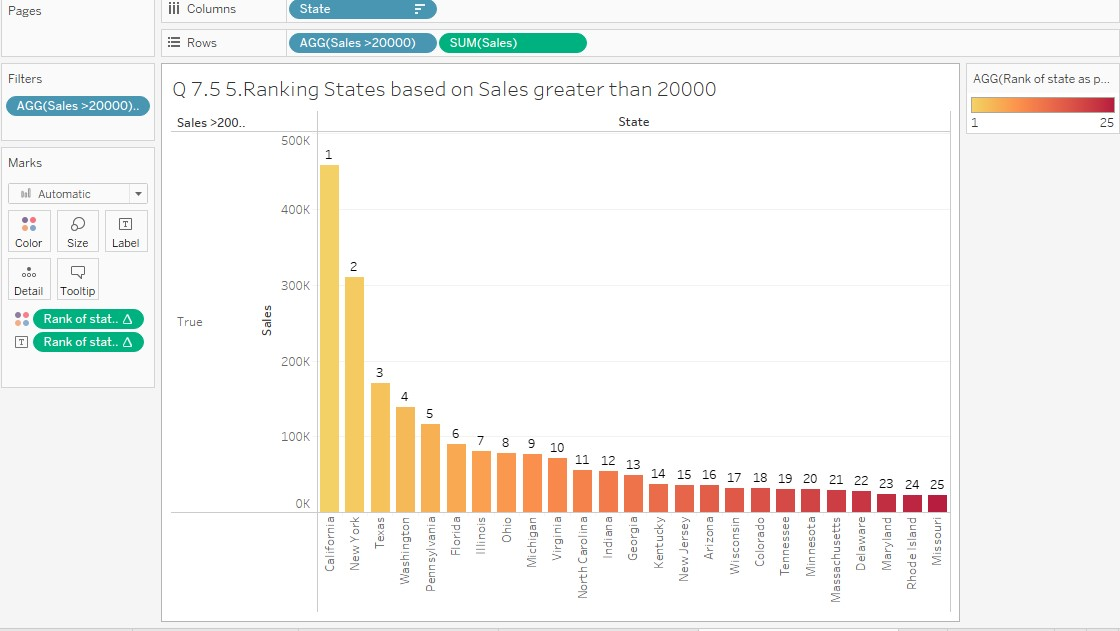 Pages
Columns
State
Rows
AGG(Sales >20000)
SUM(Sales)
Filters
AGG(Sales >20000)..
Marks
Automatic
Color
Size
Label
Detail
Tooltip
Rank of stat.. Δ
Rank of stat.. Δ
Q 7.5 5.Ranking States based on Sales greater than 20000
Sales >200..
State
True
Sales
500K
400K
300K
200K
100K
0K
1
2
3
4
5
6
7
8
9
10
11
12
13
14
15
16
17
18
19
20
21
22
23
24
25
California
New York
Texas
Washington
Pennsylvania
Florida
Illinois
Ohio
Michigan
Virginia
North Carolina
Indiana
Georgia
Kentucky
New Jersey
Arizona
Wisconsin
Colorado
Tennessee
Minnesota
Massachusetts
Delaware
Maryland
Rhode Island
Missouri
AGG(Rank of state as p...
1 25